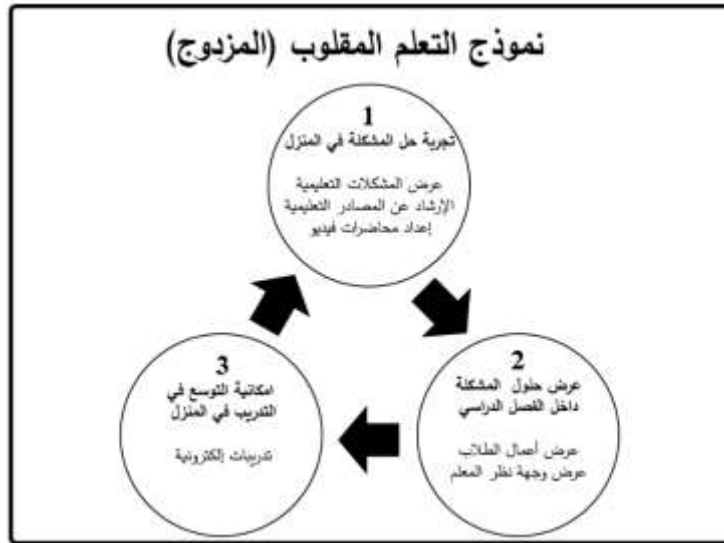 نموذج التعلم المقلوب (المزدوج)
1
تجربة حل المشكلة في المنزل
عرض المشكلات التعليمية
الإرشاد عن المصادر التعليمية
إعداد محاضرات فيديو
2
عرض حلول المشكلة
داخل الفصل الدراسي
عرض أعمال الطلاب
عرض وجهة نظر المعلم
3
امكانية التوسع في
التدريب في المنزل
تدريبات إلكترونية